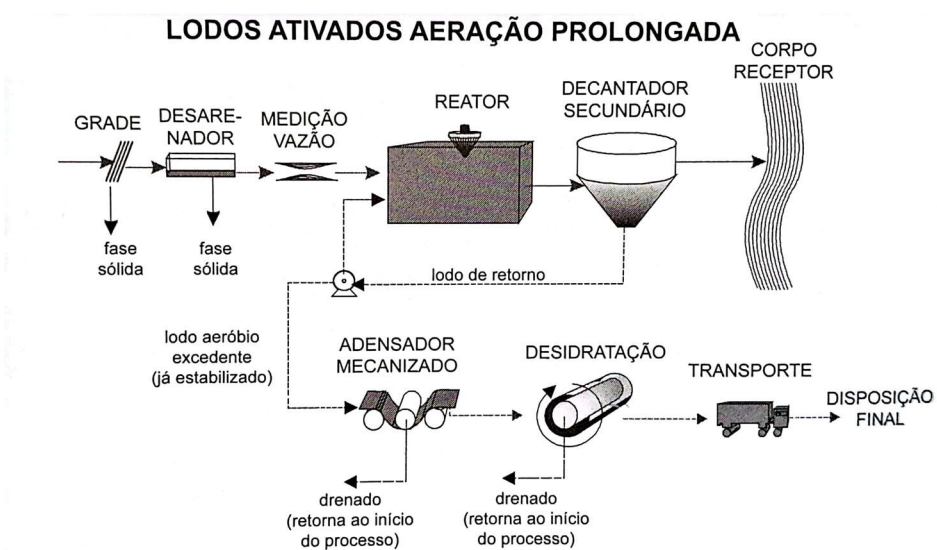 LODOS ATIVADOS AERAÇÃO PROLONGADA
CORPO
RECEPTOR
DECANTADOR
SECUNDÁRIO
REATOR
MEDIÇÃO
VAZÃO
DESARE-
NADOR
GRADE
fase
sólida
fase
sólida
lodo de retorno
lodo aeróbio
excedente
(já estabilizado)
ADENSADOR
MECANIZADO
DESIDRATAÇÃO
TRANSPORTE
DISPOSIÇÃO
FINAL
drenado
(retorna ao início
do processo)
drenado
(retorna ao início
do processo)